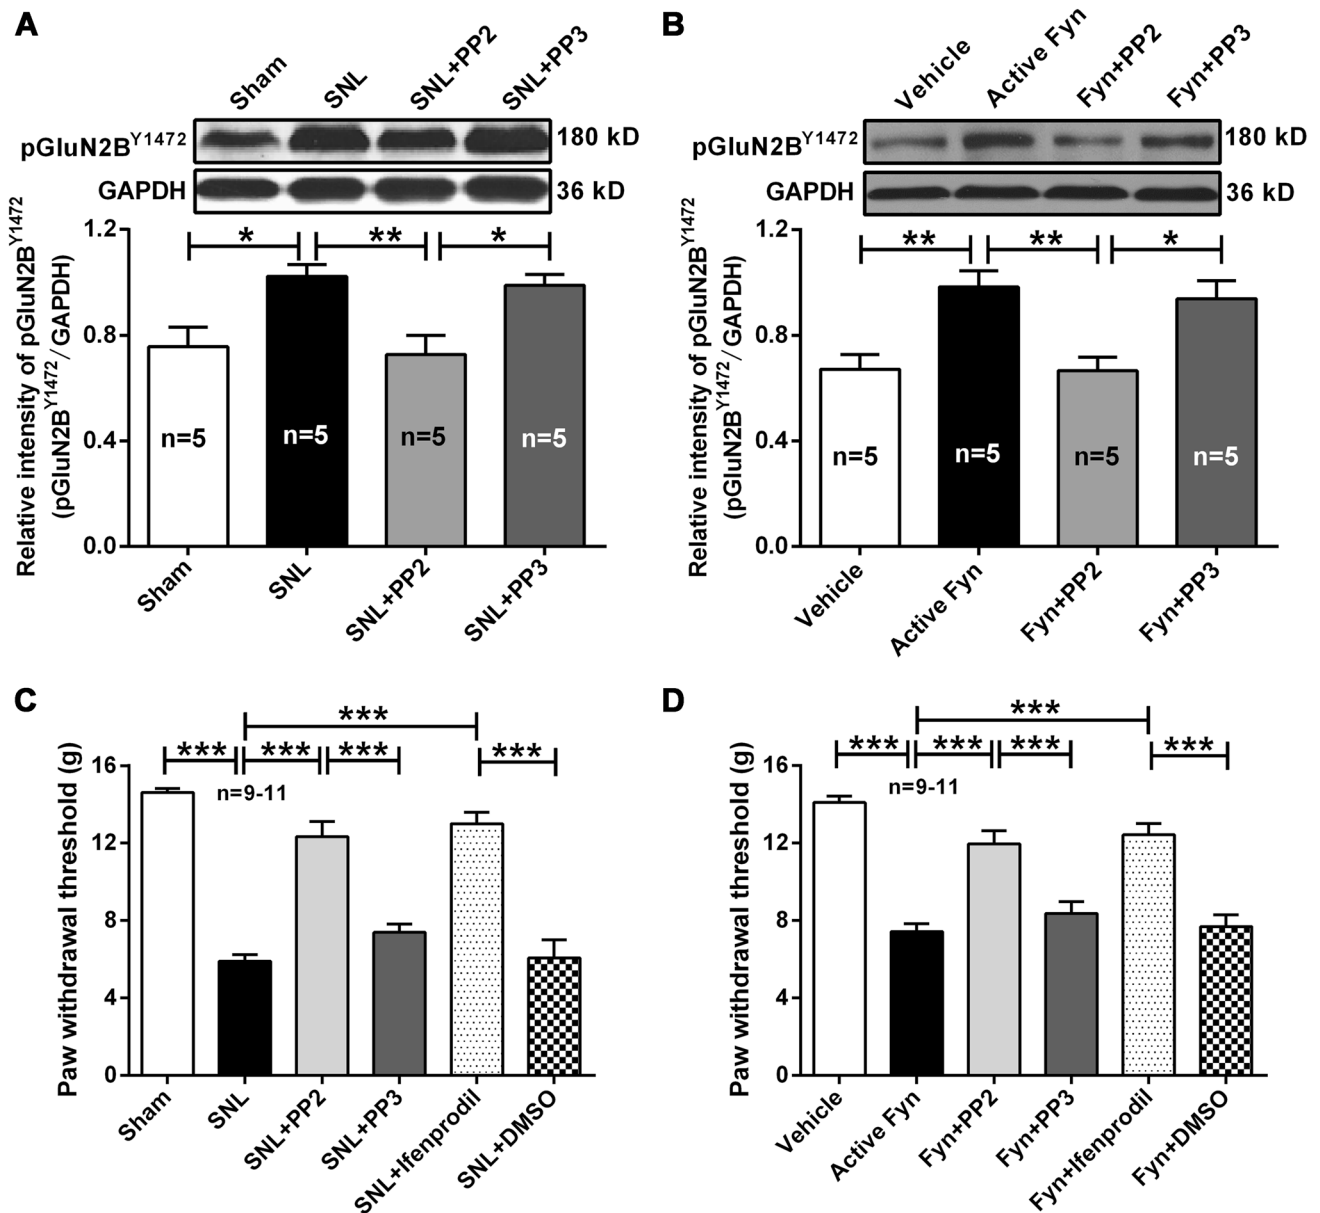 A
Sham
SNL
SNL+PP2
SNL+PP3
pGluN2B^Y1472
180 kD
GAPDH
36 kD
Relative intensity of pGluN2B^Y1472
(pGluN2B^Y1472/GAPDH)
1.2
0.8
0.4
0.0
*
**
*
n=5
n=5
n=5
n=5
Sham
SNL
SNL+PP2
SNL+PP3
B
Vehicle
Active Fyn
Fyn+PP2
Fyn+PP3
pGluN2B^Y1472
180 kD
GAPDH
36 kD
Relative intensity of pGluN2B^Y1472
(pGluN2B^Y1472/GAPDH)
1.2
0.8
0.4
0.0
**
**
*
n=5
n=5
n=5
n=5
Vehicle
Active Fyn
Fyn+PP2
Fyn+PP3
C
Paw withdrawal threshold (g)
16
12
8
4
0
***
***
***
***
***
n=9-11
Sham
SNL
SNL+PP2
SNL+PP3
SNL+Ifenprodil
SNL+DMSO
D
Paw withdrawal threshold (g)
16
12
8
4
0
***
***
***
***
***
n=9-11
Vehicle
Active Fyn
Fyn+PP2
Fyn+PP3
Fyn+Ifenprodil
Fyn+DMSO